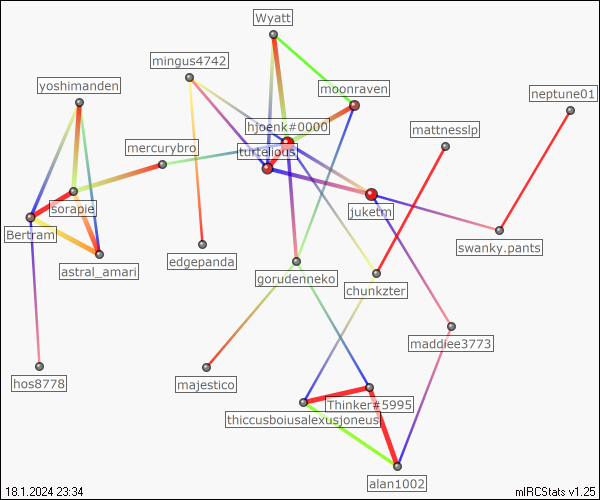 Wyatt
mingus4742
yoshimanden
moonraven
neptune01
hjoenk#0000
mattnesslp
mercurybro
turtelious
sorapie
juketm
Bertram
swanky.pants
edgepanda
astral_amari
gorudenneko
chunkzter
maddiee3773
hos8778
majestico
Thinker#5995
thiccusboiusalexusjoneusi
alan1002
18.1.2024 23:34
mIRCStats v1.25